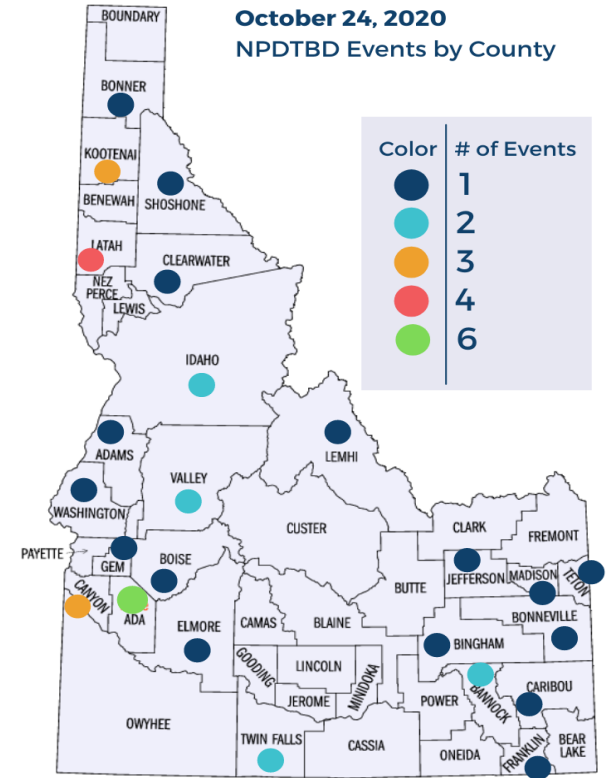 October 24, 2020
NPDTBD Events by County
Color # of Events
1
2
3
4
6
BOUNDARY
BONNER
KOOTENAI
SHOSHONE
BENEWAH
LATAH
CLEARWATER
NEZ
PERCE
LEWIS
IDAHO
ADAMS
LEMHI
VALLEY
WASHINGTON
CUSTER
CLARK
FREMONT
PAYETTE
GEM
BOISE
BUTTE
JEFFERSON
MADISON
TETON
CANYON
ADA
ELMORE
CAMAS
BLAINE
BONNEVILLE
BINGHAM
GOODING
LINCOLN
MINIDOKA
JEROME
POWER
BANNOCK
CARIBOU
OWYHEE
TWIN FALLS
CASSIA
ONEIDA
FRANKLIN
BEAR
LAKE